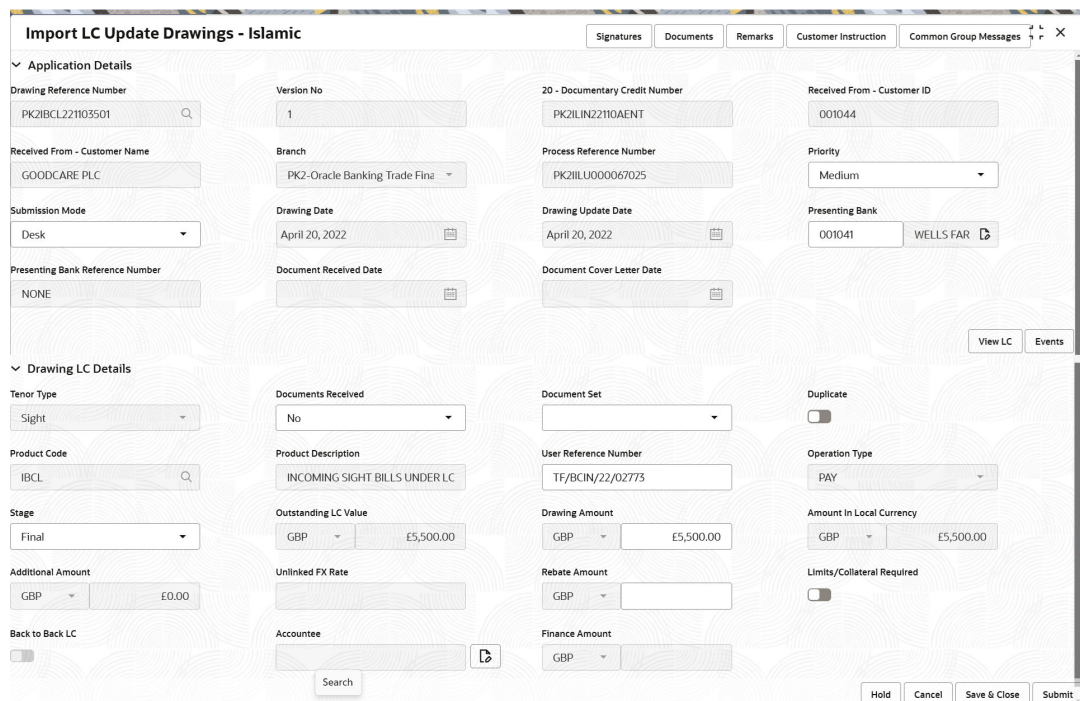 Import LC Update Drawings - Islamic
Signatures
Documents
Remarks
Customer Instruction
Common Group Messages
Application Details
Drawing Reference Number
Version No
20 - Documentary Credit Number
Received From - Customer ID
PK2IBCL221103501
1
PK2ILIN22110AENT
001044
Received From - Customer Name
Branch
Process Reference Number
Priority
GOODCARE PLC
PK2-Oracle Banking Trade Fina
PK2IILU000067025
Medium
Submission Mode
Drawing Date
Drawing Update Date
Presenting Bank
Desk
April 20, 2022
April 20, 2022
001041
WELLS FAR
Presenting Bank Reference Number
Document Received Date
Document Cover Letter Date
NONE
View LC
Events
Drawing LC Details
Tenor Type
Documents Received
Document Set
Duplicate
Sight
No
Product Code
Product Description
User Reference Number
Operation Type
IBCL
INCOMING SIGHT BILLS UNDER LC
TF/BCIN/22/02773
PAY
Stage
Outstanding LC Value
Drawing Amount
Amount In Local Currency
Final
GBP
£5,500.00
GBP
£5,500.00
GBP
£5,500.00
Additional Amount
Unlinked FX Rate
Rebate Amount
Limits/Collateral Required
GBP
£0.00
GBP
Back to Back LC
Accountee
Finance Amount
GBP
Search
Hold
Cancel
Save & Close
Submit